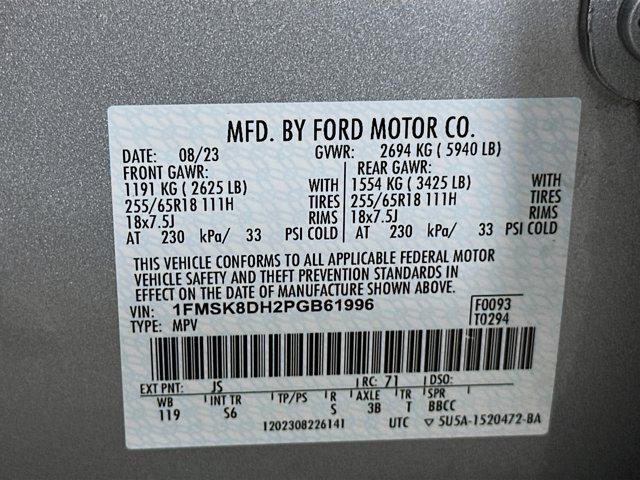 MFD. BY FORD MOTOR CO.
DATE: 08/23 GVWR: 2694 KG ( 5940 LB)
FRONT GAWR: REAR GAWR:
1191 KG ( 2625 LB) WITH 1554 KG ( 3425 LB) WITH
255/65R18 111H TIRES 255/65R18 111H TIRES
18x7.5J RIMS 18x7.5J RIMS
AT 230 kPa/ 33 PSI COLD AT 230 kPa/ 33 PSI COLD
THIS VEHICLE CONFORMS TO ALL APPLICABLE FEDERAL MOTOR
VEHICLE SAFETY AND THEFT PREVENTION STANDARDS IN
EFFECT ON THE DATE OF MANUFACTURE SHOWN ABOVE.
VIN: 1FMSK8DH2PGB61996 F0093
TYPE: MPV T0294
EXT PNT: JS RC: 71 DSO:
WB INT TR TP/PS R AXLE TR SPR
119 S6 S 3B T BBCC
1202308226141 UTC ▽ 5U5A-1520472-BA